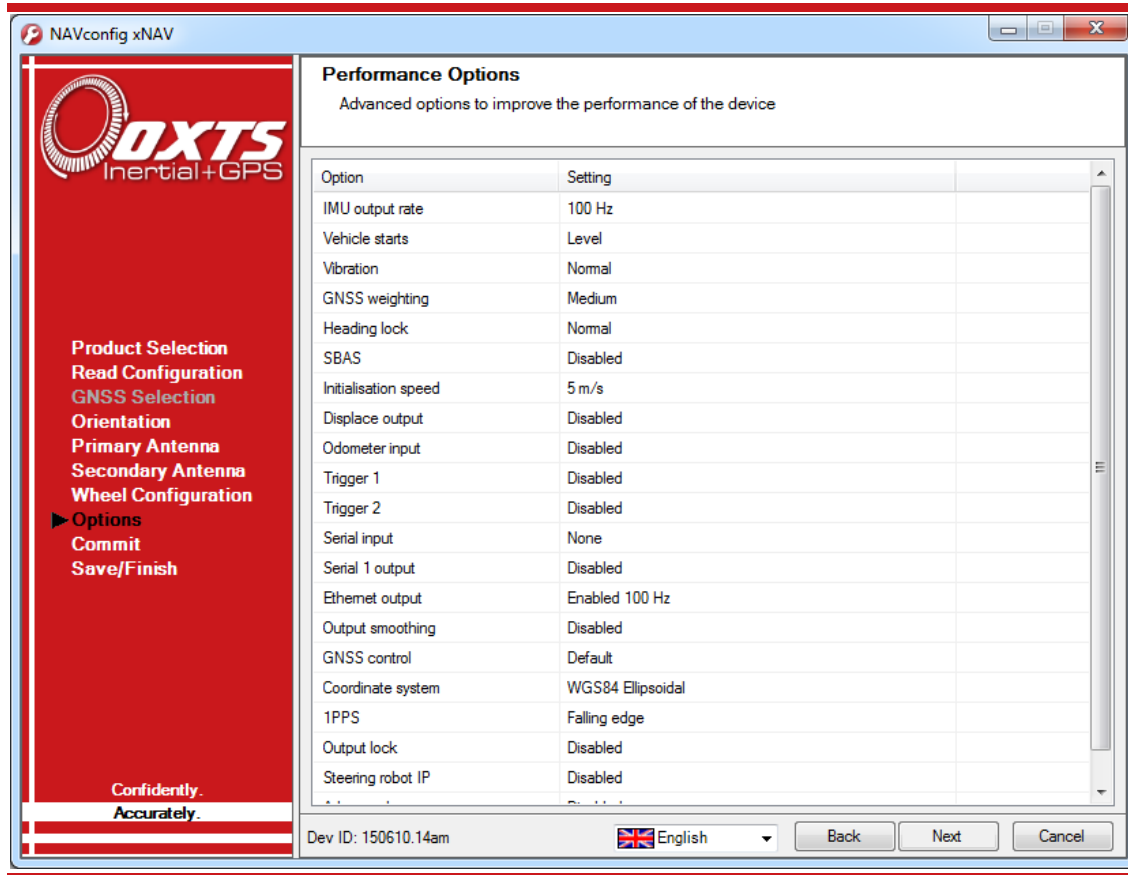 NAVconfig xNAV
OXTS
Inertial+GPS
Product Selection
Read Configuration
GNSS Selection
Orientation
Primary Antenna
Secondary Antenna
Wheel Configuration
Options
Commit
Save/Finish
Confidently.
Accurately.
Performance Options
Advanced options to improve the performance of the device
Option Setting
IMU output rate 100 Hz
Vehicle starts Level
Vibration Normal
GNSS weighting Medium
Heading lock Normal
SBAS Disabled
Initialisation speed 5 m/s
Displace output Disabled
Odometer input Disabled
Trigger 1 Disabled
Trigger 2 Disabled
Serial input None
Serial 1 output Disabled
Ethernet output Enabled 100 Hz
Output smoothing Disabled
GNSS control Default
Coordinate system WGS84 Ellipsoidal
1PPS Falling edge
Output lock Disabled
Steering robot IP Disabled
Dev ID: 150610.14am English Back Next Cancel